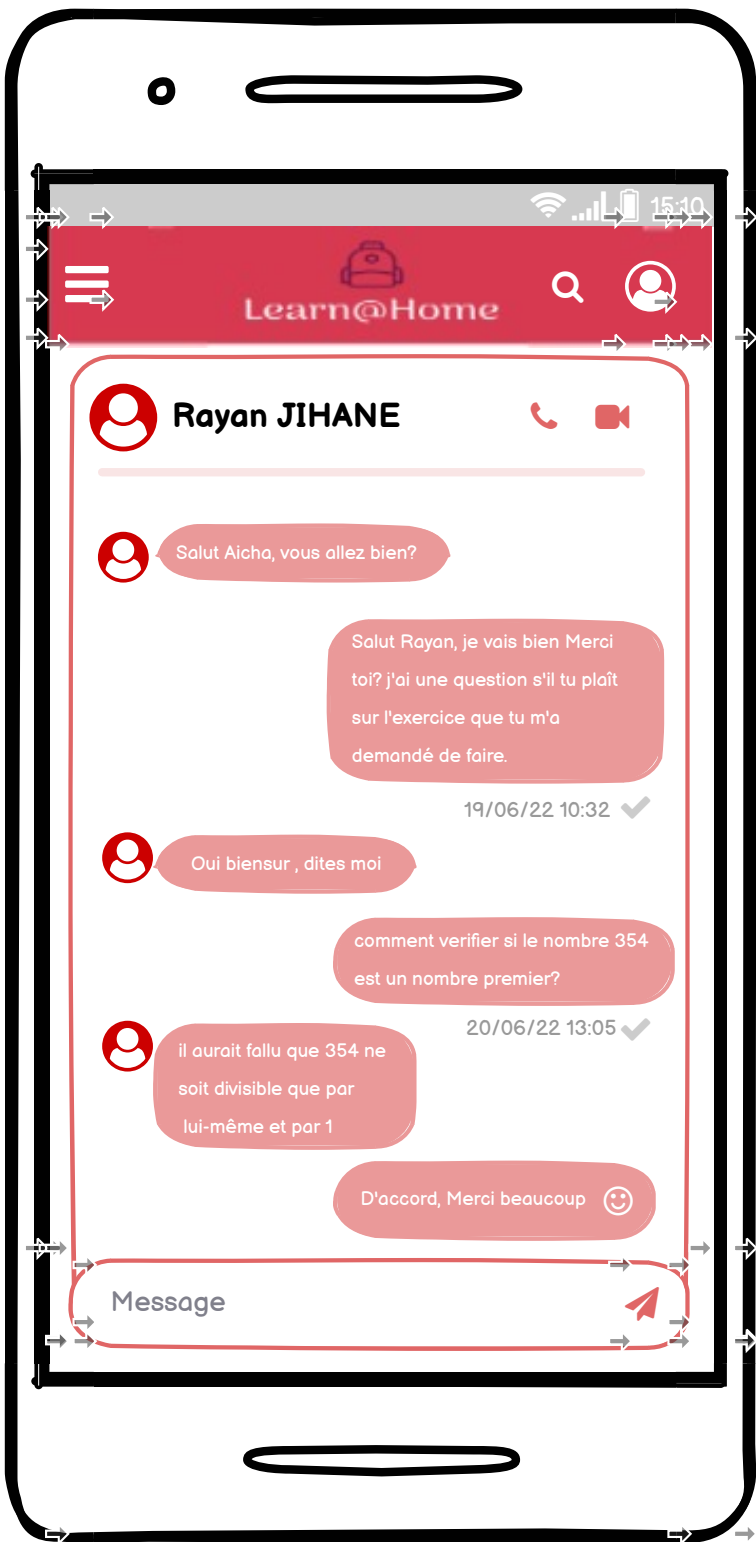 15:10
Learn@Home
Rayan JIHANE
Salut Aicha, vous allez bien?
Salut Rayan, je vais bien Merci
toi? j'ai une question s'il tu plaît
sur l'exercice que tu m'a
demandé de faire.
19/06/22 10:32
Oui biensur , dites moi
comment verifier si le nombre 354
est un nombre premier?
20/06/22 13:05
il aurait fallu que 354 ne
soit divisible que par
lui-même et par 1
D'accord, Merci beaucoup
Message